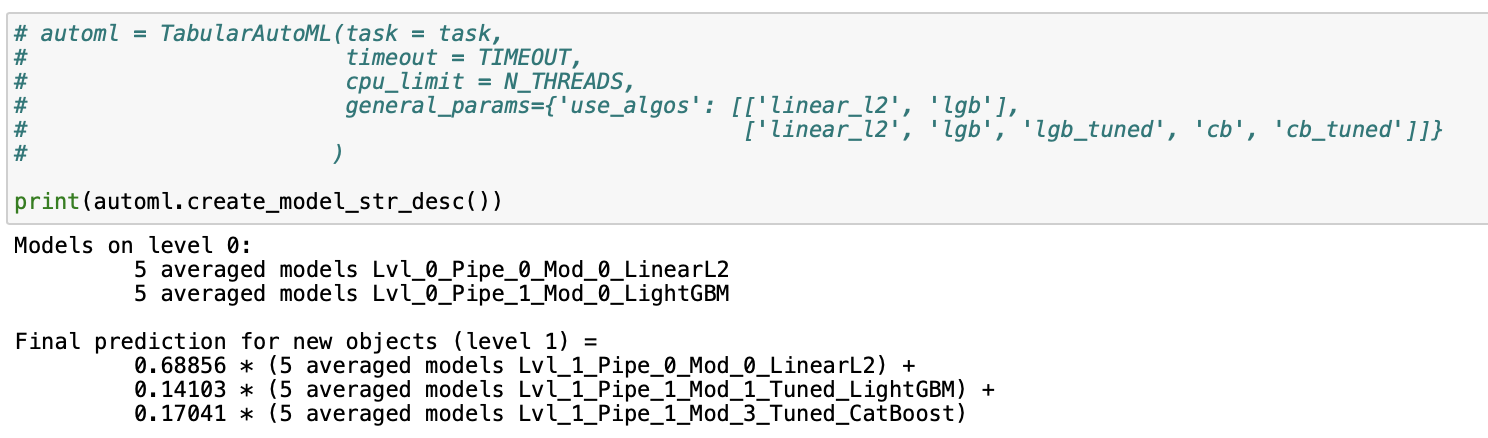 # automl = TabularAutoML(task = task,
#                         timeout = TIMEOUT,
#                         cpu_limit = N_THREADS,
#                         general_params={'use_algos': [['linear_l2', 'lgb'],
#                                                       ['linear_l2', 'lgb', 'lgb_tuned', 'cb', 'cb_tuned']]}
#                        )
print(automl.create_model_str_desc())
Models on level 0:
         5 averaged models Lvl_0_Pipe_0_Mod_0_LinearL2
         5 averaged models Lvl_0_Pipe_1_Mod_0_LightGBM
Final prediction for new objects (level 1) =
         0.68856 * (5 averaged models Lvl_1_Pipe_0_Mod_0_LinearL2) +
         0.14103 * (5 averaged models Lvl_1_Pipe_1_Mod_1_Tuned_LightGBM) +
         0.17041 * (5 averaged models Lvl_1_Pipe_1_Mod_3_Tuned_CatBoost)